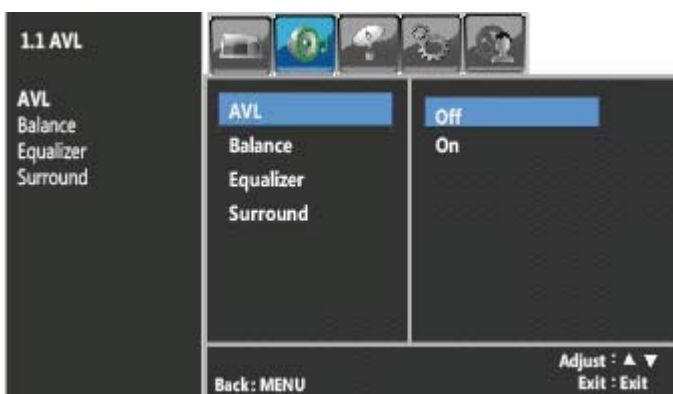 1.1 AVL
AVL
Balance
Equalizer
Surround
AVL
Balance
Equalizer
Surround
Off
On
Back : MENU
Adjust : ▲ ▼
Exit : Exit